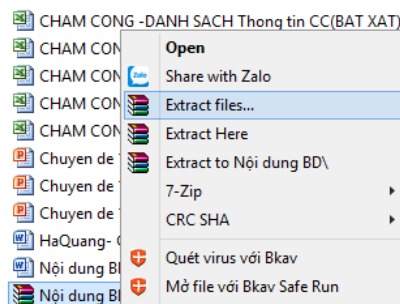 CHAM CONG -DANH SACH Thong tin CC(BAT XAT)
CHAM CON
CHAM CON
CHAM CON
CHAM CON
Chuyen de
Chuyen de
Chuyen de
HaQuang-
Nội dung B
Nội dung B
Open
Zalo
Share with Zalo
Extract files...
Extract Here
Extract to Nội dung BD\
7-Zip
CRC SHA
Quét virus với Bkav
Mở file với Bkav Safe Run